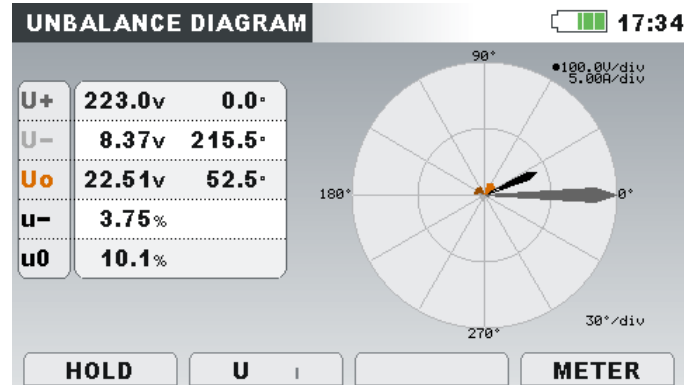 UNBALANCE DIAGRAM 17:34
90°
●100.0V/div
5.00A/div
U+ 223.0v 0.0°
U− 8.37v 215.5°
Uo 22.51v 52.5°
180° 0°
u− 3.75%
u0 10.1%
30°/div
270°
HOLD U I METER